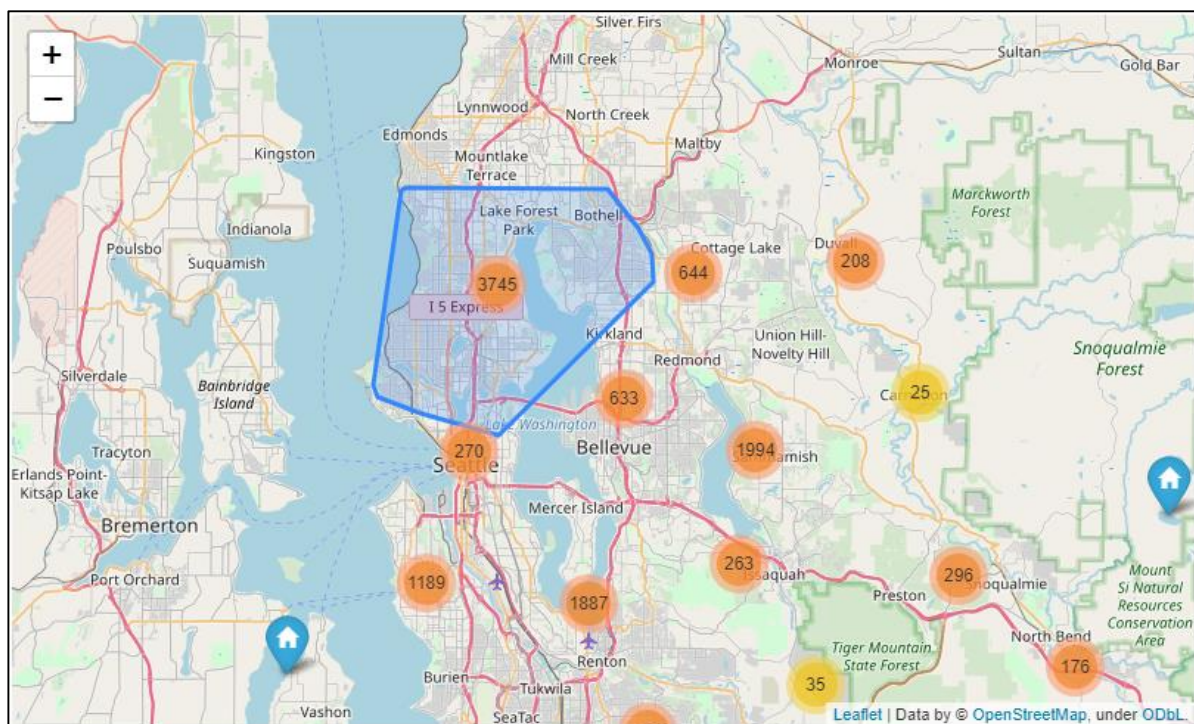 Silver Firs
+
Monroe
Sultan
Mill Creek
Gold Bar
−
Lynnwood
North Creek
Edmonds
Maltby
Kingston
Mountlake
Terrace
Marckworth
Forest
Lake Forest
Park
Bothell
Indianola
Poulsbo
Cottage Lake
Duvall
Suquamish
208
644
3745
I 5 Express
Kirkland
Union Hill-
Novelty Hill
Redmond
Snoqualmie
Forest
Silverdale
Bainbridge
Island
25
633
Lake Washington
Bellevue
270
1994
Seattle
Tracyton
Erlands Point-
Kitsap Lake
Mercer Island
Bremerton
263
Issaquah
296
Snoqualmie
Port Orchard
1189
Preston
Mount
Si Natural
Resources
Conservation
Area
1887
North Bend
Renton
Tiger Mountain
State Forest
176
Burien
Tukwila
35
Vashon
SeaTac
Leaflet | Data by © OpenStreetMap, under ODbL.